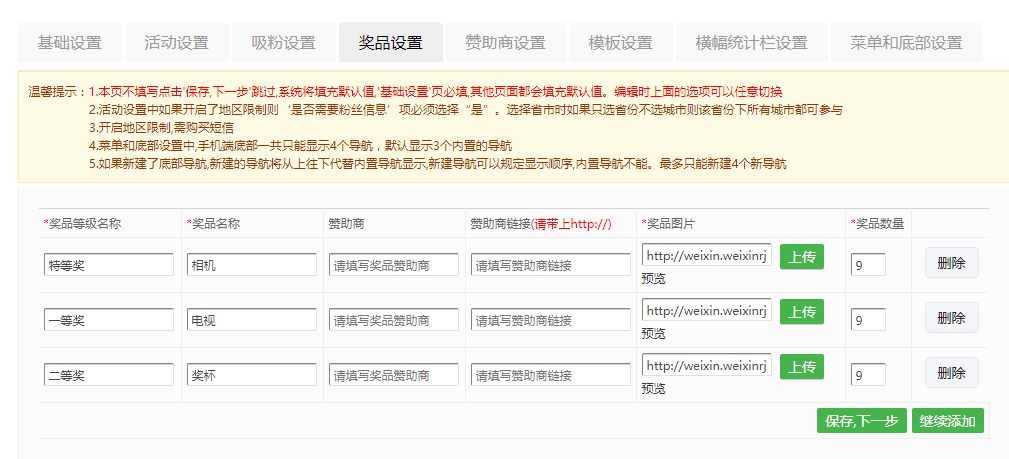 基础设置 活动设置 吸粉设置 奖品设置 赞助商设置 模板设置 横幅统计栏设置 菜单和底部设置
温馨提示：1.本页不填写点击'保存,下一步'跳过,系统将填充默认值,'基础设置'页必填,其他页面都会填充默认值。编辑时上面的选项可以任意切换
2.活动设置中如果开启了地区限制则‘是否需要粉丝信息’项必须选择“是”。选择省市时如果只选省份不选城市则该省份下所有城市都可参与
3.开启地区限制,需购买短信
4.菜单和底部设置中,手机端底部一共只能显示4个导航，默认显示3个内置的导航
5.如果新建了底部导航,新建的导航将从上往下代替内置导航显示,新建导航可以规定显示顺序,内置导航不能。最多只能新建4个新导航
*奖品等级名称 *奖品名称 赞助商 赞助商链接(请带上http://) *奖品图片 *奖品数量
特等奖 相机 请填写奖品赞助商 请填写赞助商链接 http://weixin.weixinrj 上传 9 删除
预览
一等奖 电视 请填写奖品赞助商 请填写赞助商链接 http://weixin.weixinrj 上传 9 删除
预览
二等奖 奖杯 请填写奖品赞助商 请填写赞助商链接 http://weixin.weixinrj 上传 9 删除
预览
保存,下一步 继续添加